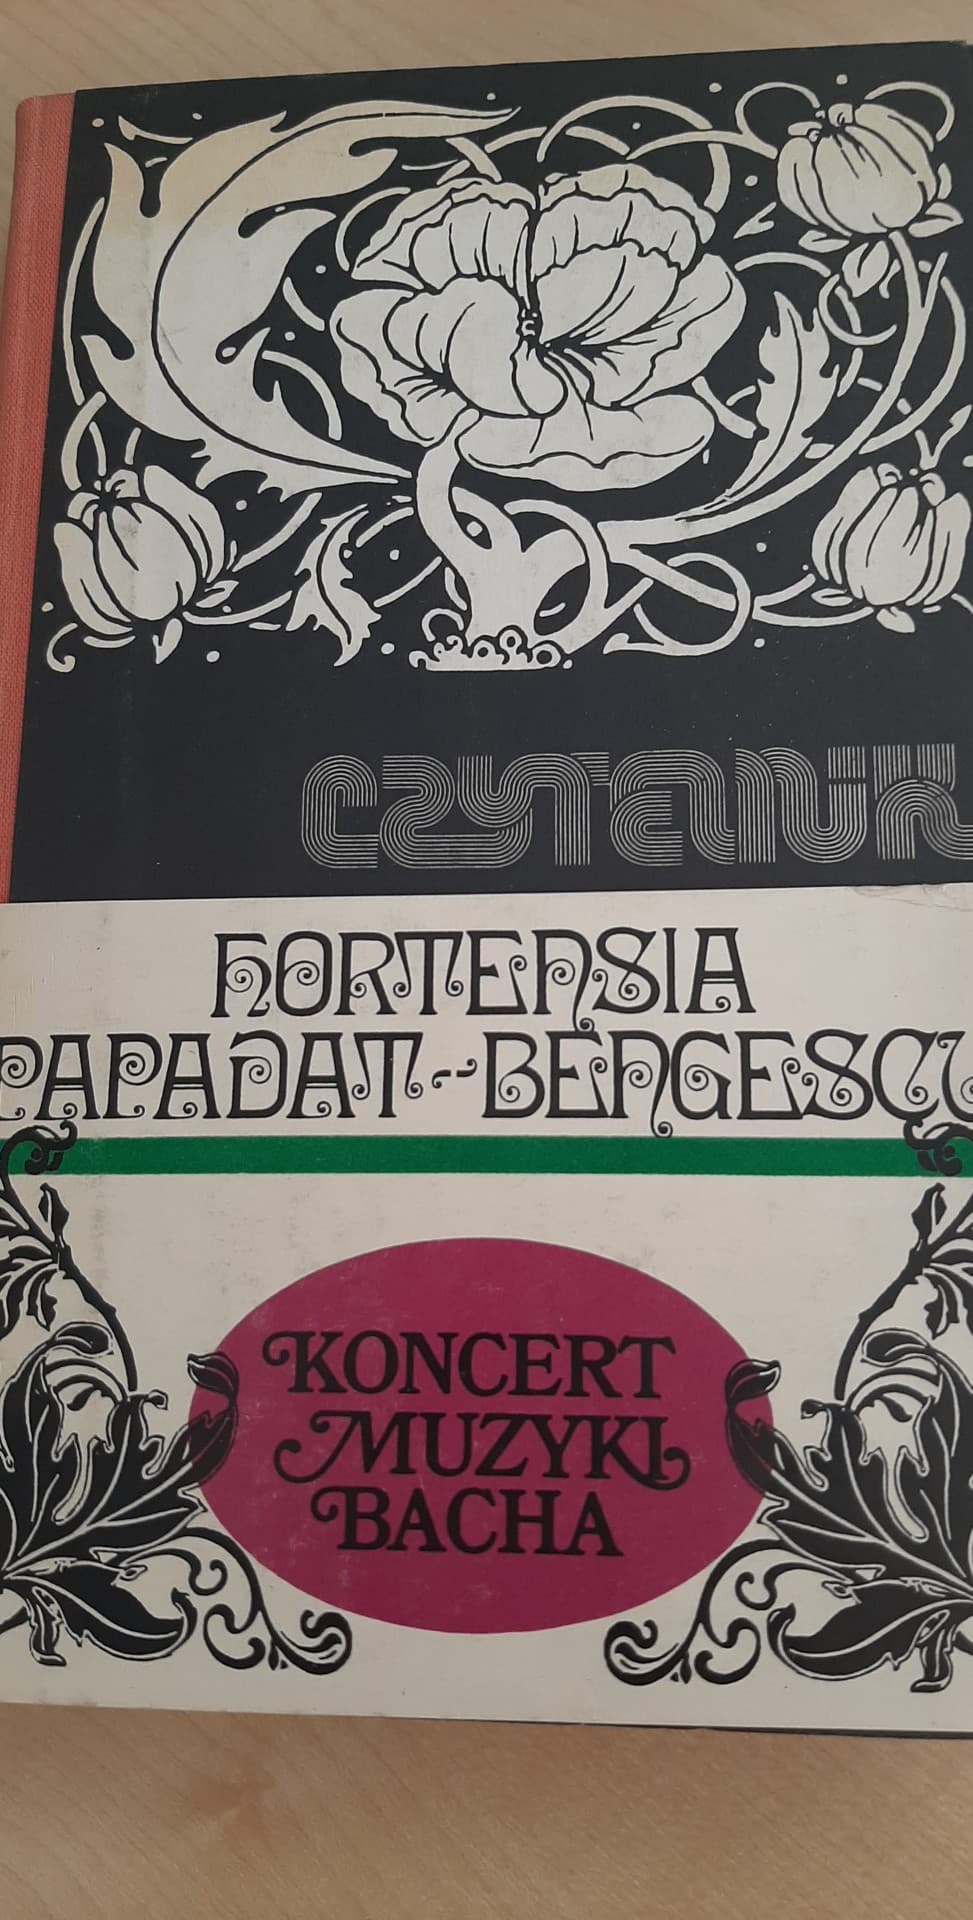 CZYTELNIK
HORTENSIA
PAPADAT-BENGESCU
KONCERT
MUZYKI
BACHA